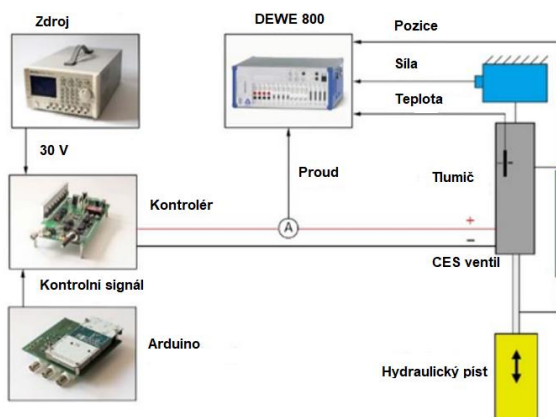 Zdroj
DEWE 800
Pozice
Síla
Teplota
30 V
Proud
Tlumič
Kontrolér
A
+
−
CES ventil
Kontrolní signál
Arduino
Hydraulický píst